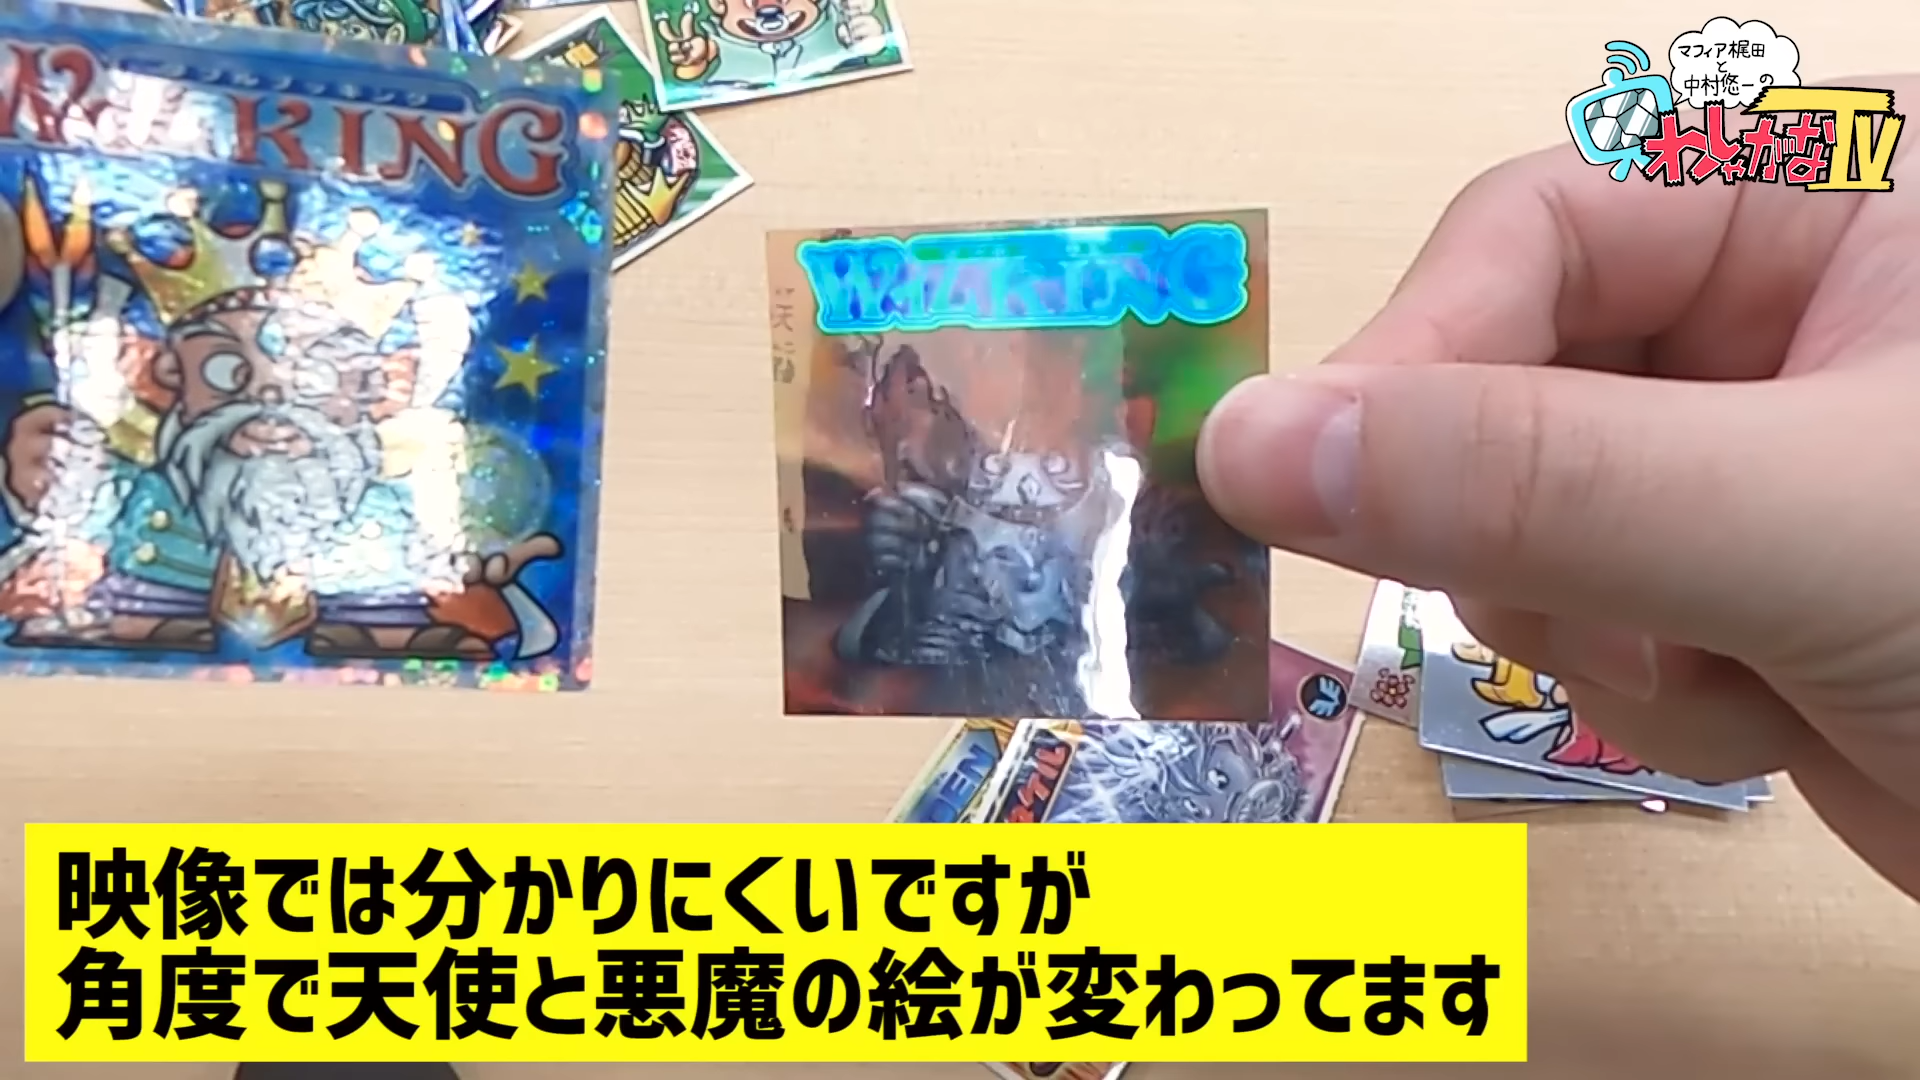 マフィア梶田
と
中村悠一の
わしゃがなTV
KING
WIZKING
天
映像では分かりにくいですが
角度で天使と悪魔の絵が変わってます